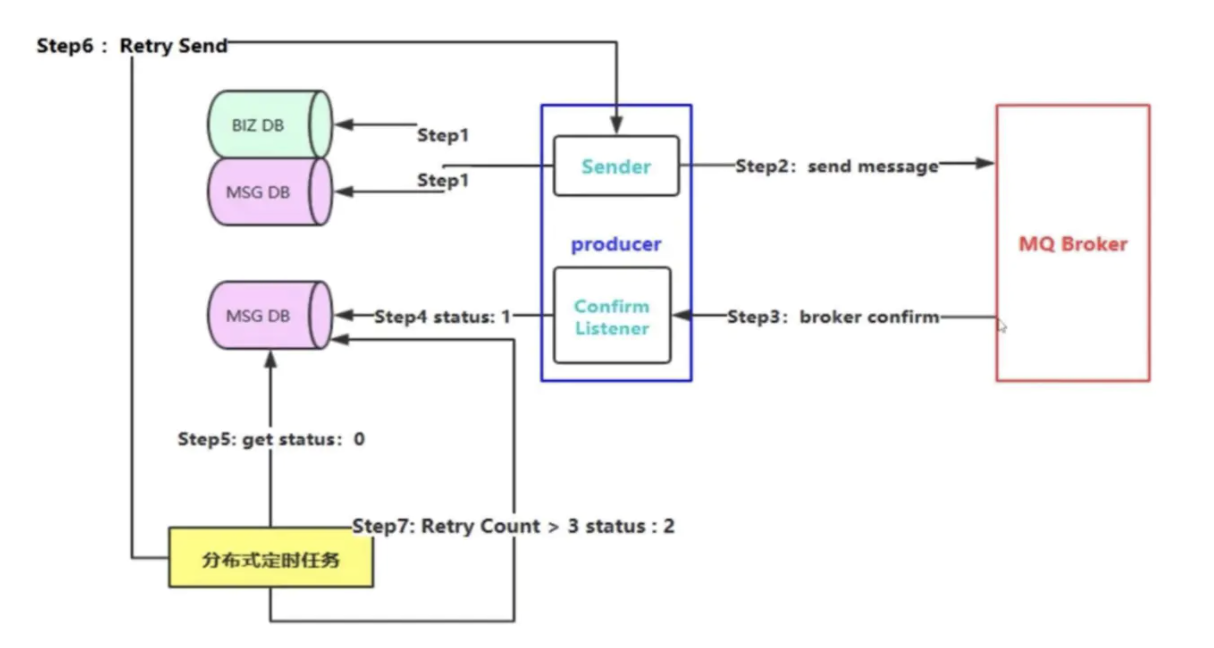 Step6： Retry Send
BIZ DB
Step1
Sender
Step2：send message
MSG DB
Step1
producer
MQ Broker
MSG DB
Step4 status: 1
Confirm
Listener
Step3：broker confirm
Step5: get status：0
Step7: Retry Count > 3 status : 2
分布式定时任务